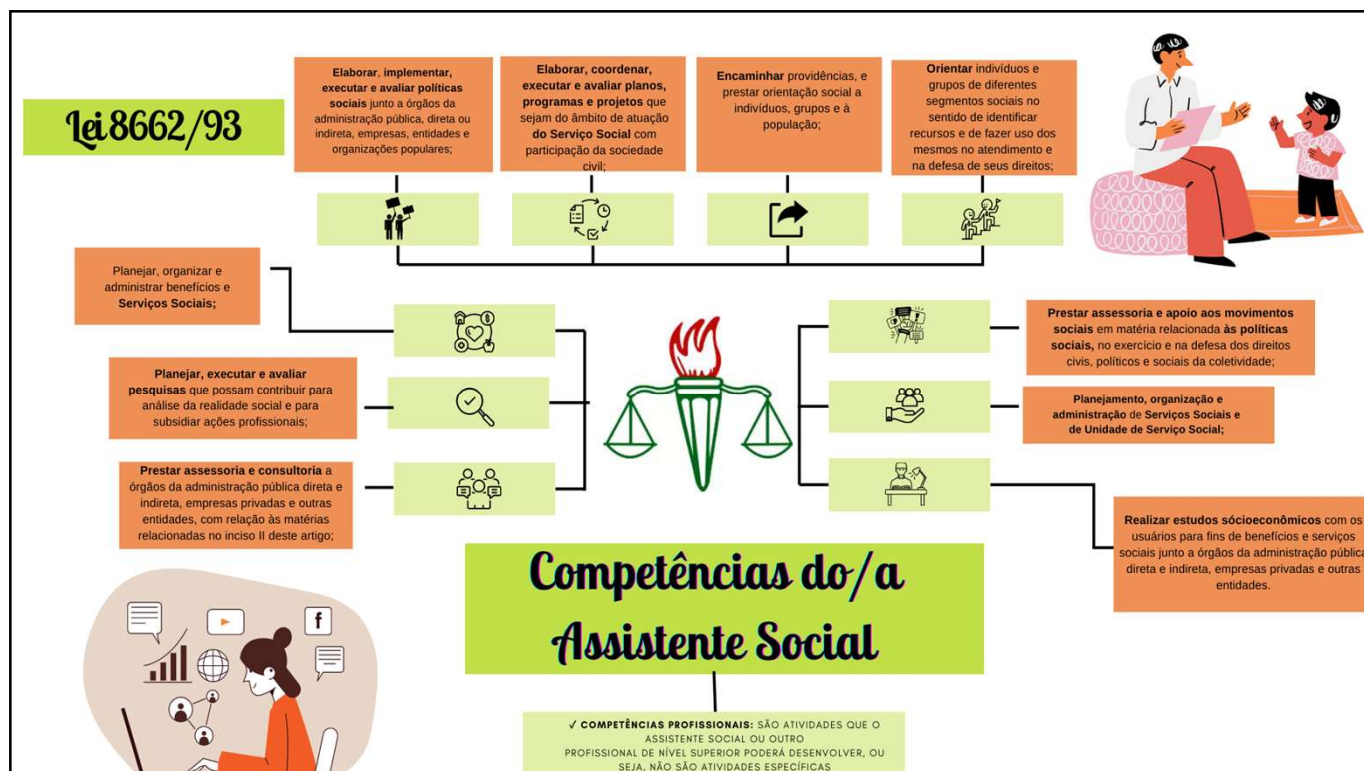 Lei 8662/93
Elaborar, implementar,
executar e avaliar políticas
sociais junto a órgãos da
administração pública, direta ou
indireta, empresas, entidades e
organizações populares;
Elaborar, coordenar,
executar e avaliar planos,
programas e projetos que
sejam do âmbito de atuação
do Serviço Social com
participação da sociedade
civil;
Encaminhar providências, e
prestar orientação social a
indivíduos, grupos e à
população;
Orientar indivíduos e
grupos de diferentes
segmentos sociais no
sentido de identificar
recursos e de fazer uso dos
mesmos no atendimento e
na defesa de seus direitos;
Planejar, organizar e
administrar benefícios e
Serviços Sociais;
Planejar, executar e avaliar
pesquisas que possam contribuir para
análise da realidade social e para
subsidiar ações profissionais;
Prestar assessoria e consultoria a
órgãos da administração pública direta e
indireta, empresas privadas e outras
entidades, com relação às matérias
relacionadas no inciso II deste artigo;
Prestar assessoria e apoio aos movimentos
sociais em matéria relacionada às políticas
sociais, no exercício e na defesa dos direitos
civis, políticos e sociais da coletividade;
Planejamento, organização e
administração de Serviços Sociais e
de Unidade de Serviço Social;
Realizar estudos sócioeconômicos com os
usuários para fins de benefícios e serviços
sociais junto a órgãos da administração pública
direta e indireta, empresas privadas e outras
entidades.
Competências do/a
Assistente Social
✓ COMPETÊNCIAS PROFISSIONAIS: SÃO ATIVIDADES QUE O
ASSISTENTE SOCIAL OU OUTRO
PROFISSIONAL DE NÍVEL SUPERIOR PODERÁ DESENVOLVER, OU
SEJA, NÃO SÃO ATIVIDADES ESPECÍFICAS
f